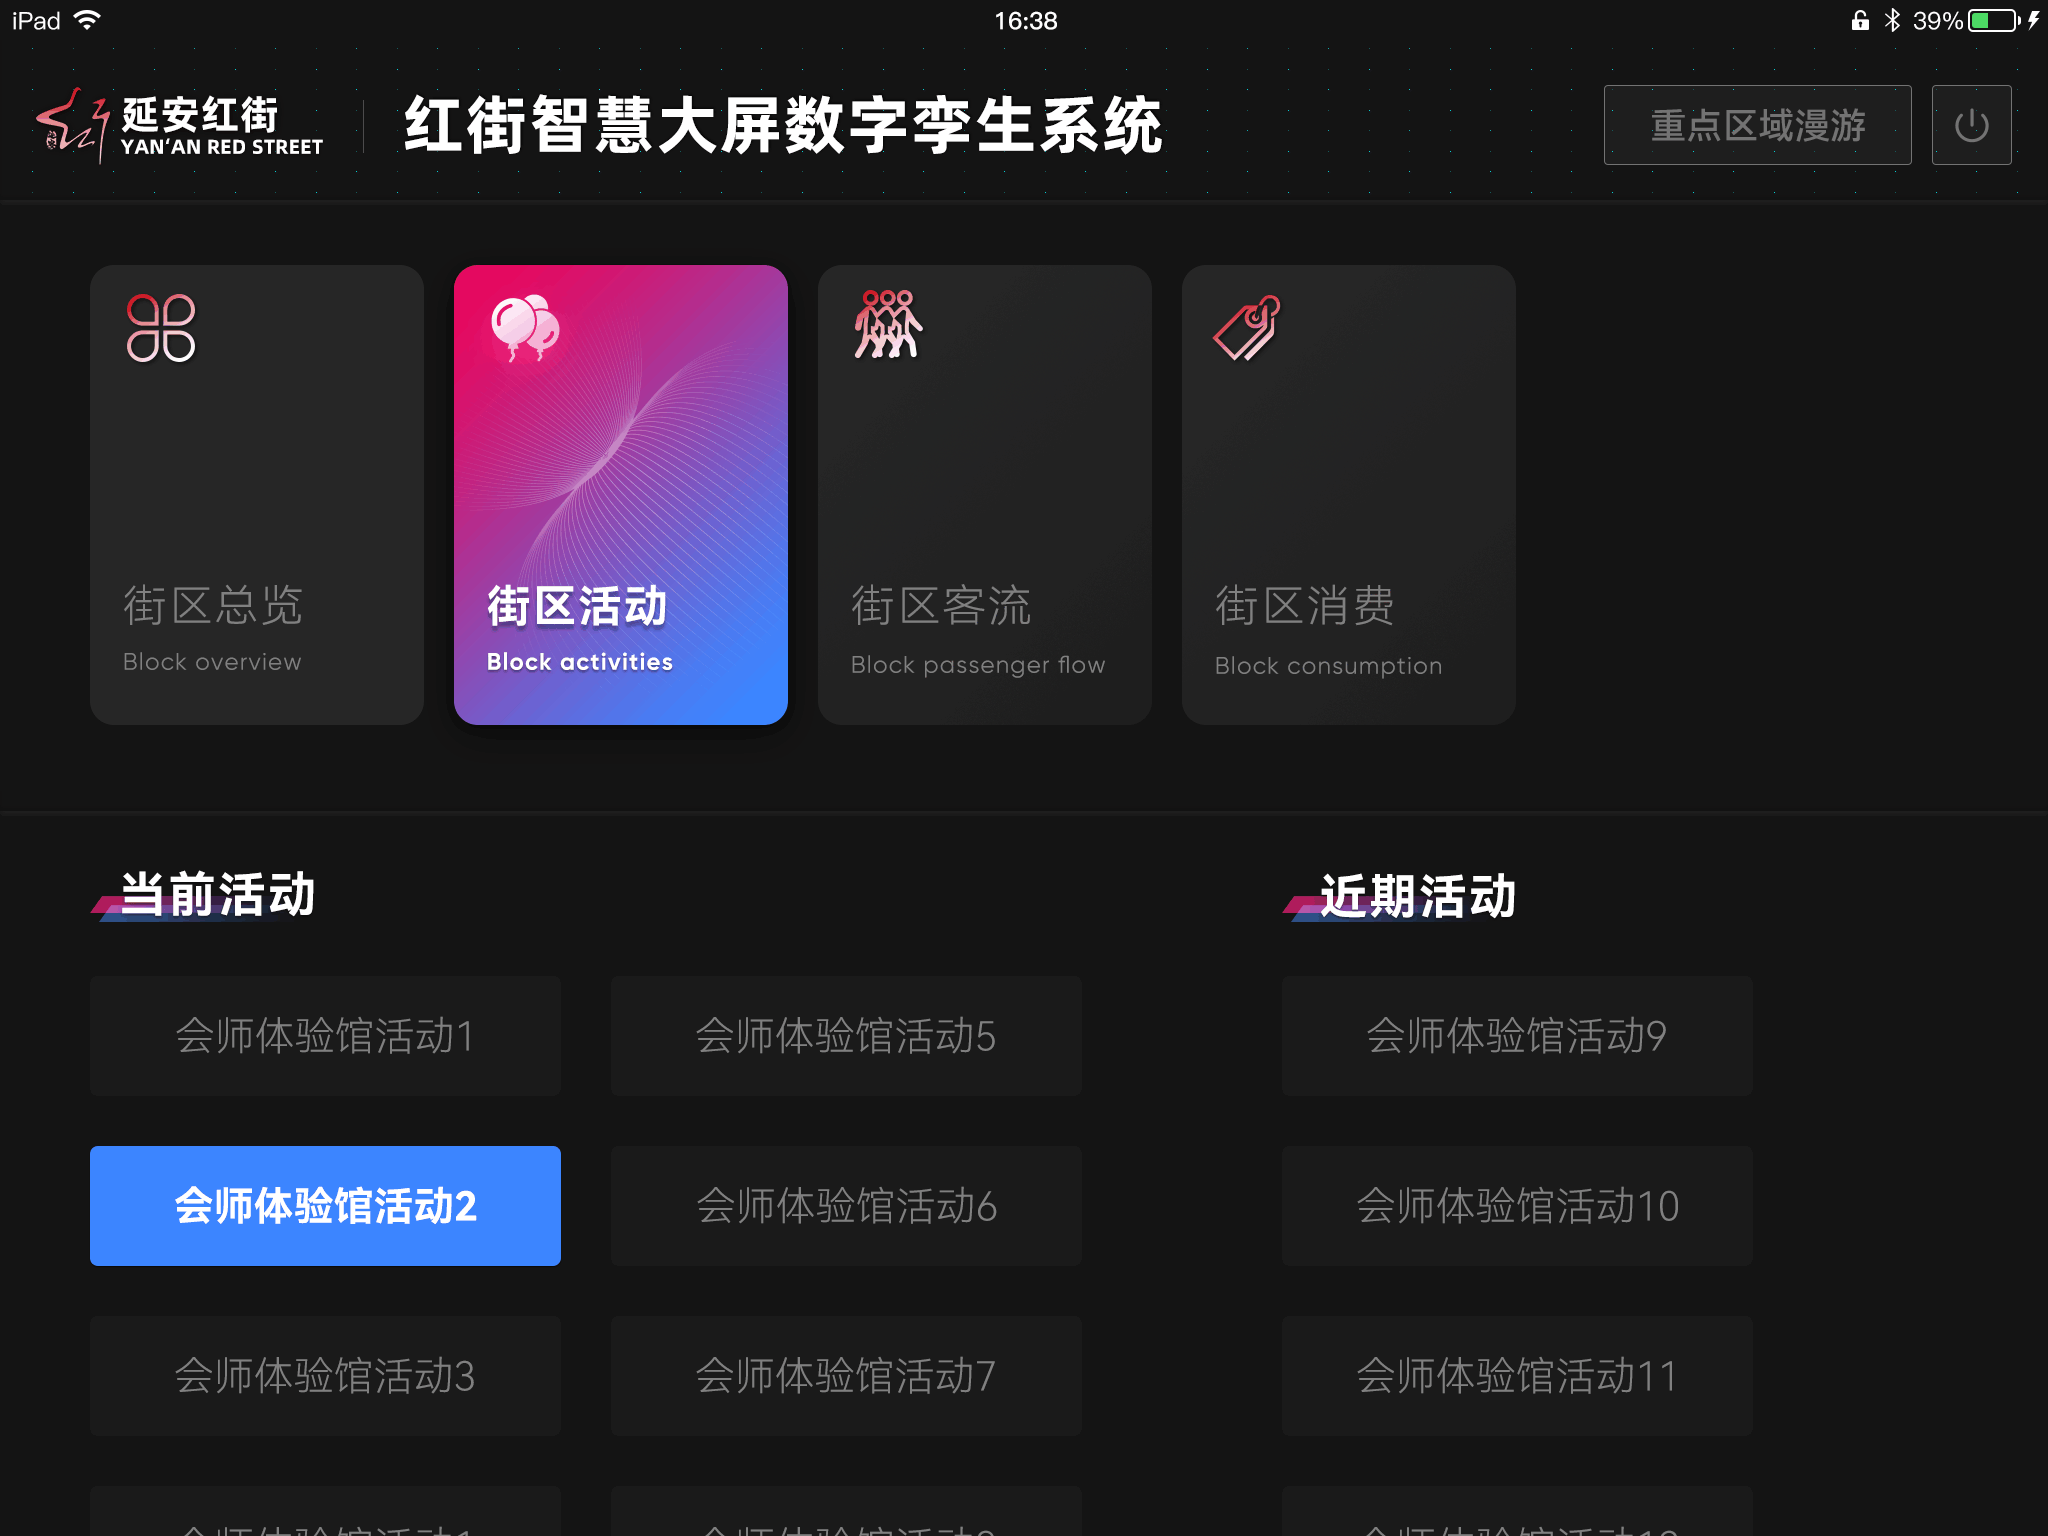 iPad
16:38
39%
延安红街
YAN'AN RED STREET
红街智慧大屏数字孪生系统
重点区域漫游
街区总览
Block overview
街区活动
Block activities
街区客流
Block passenger flow
街区消费
Block consumption
当前活动
近期活动
会师体验馆活动1
会师体验馆活动5
会师体验馆活动9
会师体验馆活动2
会师体验馆活动6
会师体验馆活动10
会师体验馆活动3
会师体验馆活动7
会师体验馆活动11